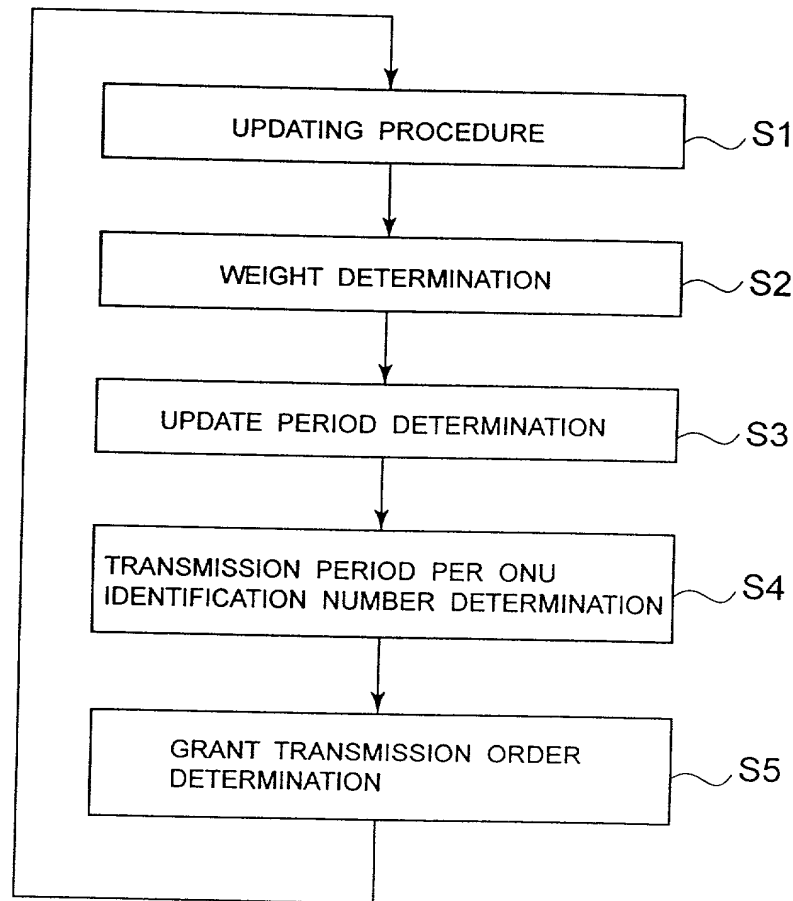 UPDATING PROCEDURE
S1
WEIGHT DETERMINATION
S2
UPDATE PERIOD DETERMINATION
S3
TRANSMISSION PERIOD PER ONU
IDENTIFICATION NUMBER DETERMINATION
S4
GRANT TRANSMISSION ORDER
DETERMINATION
S5